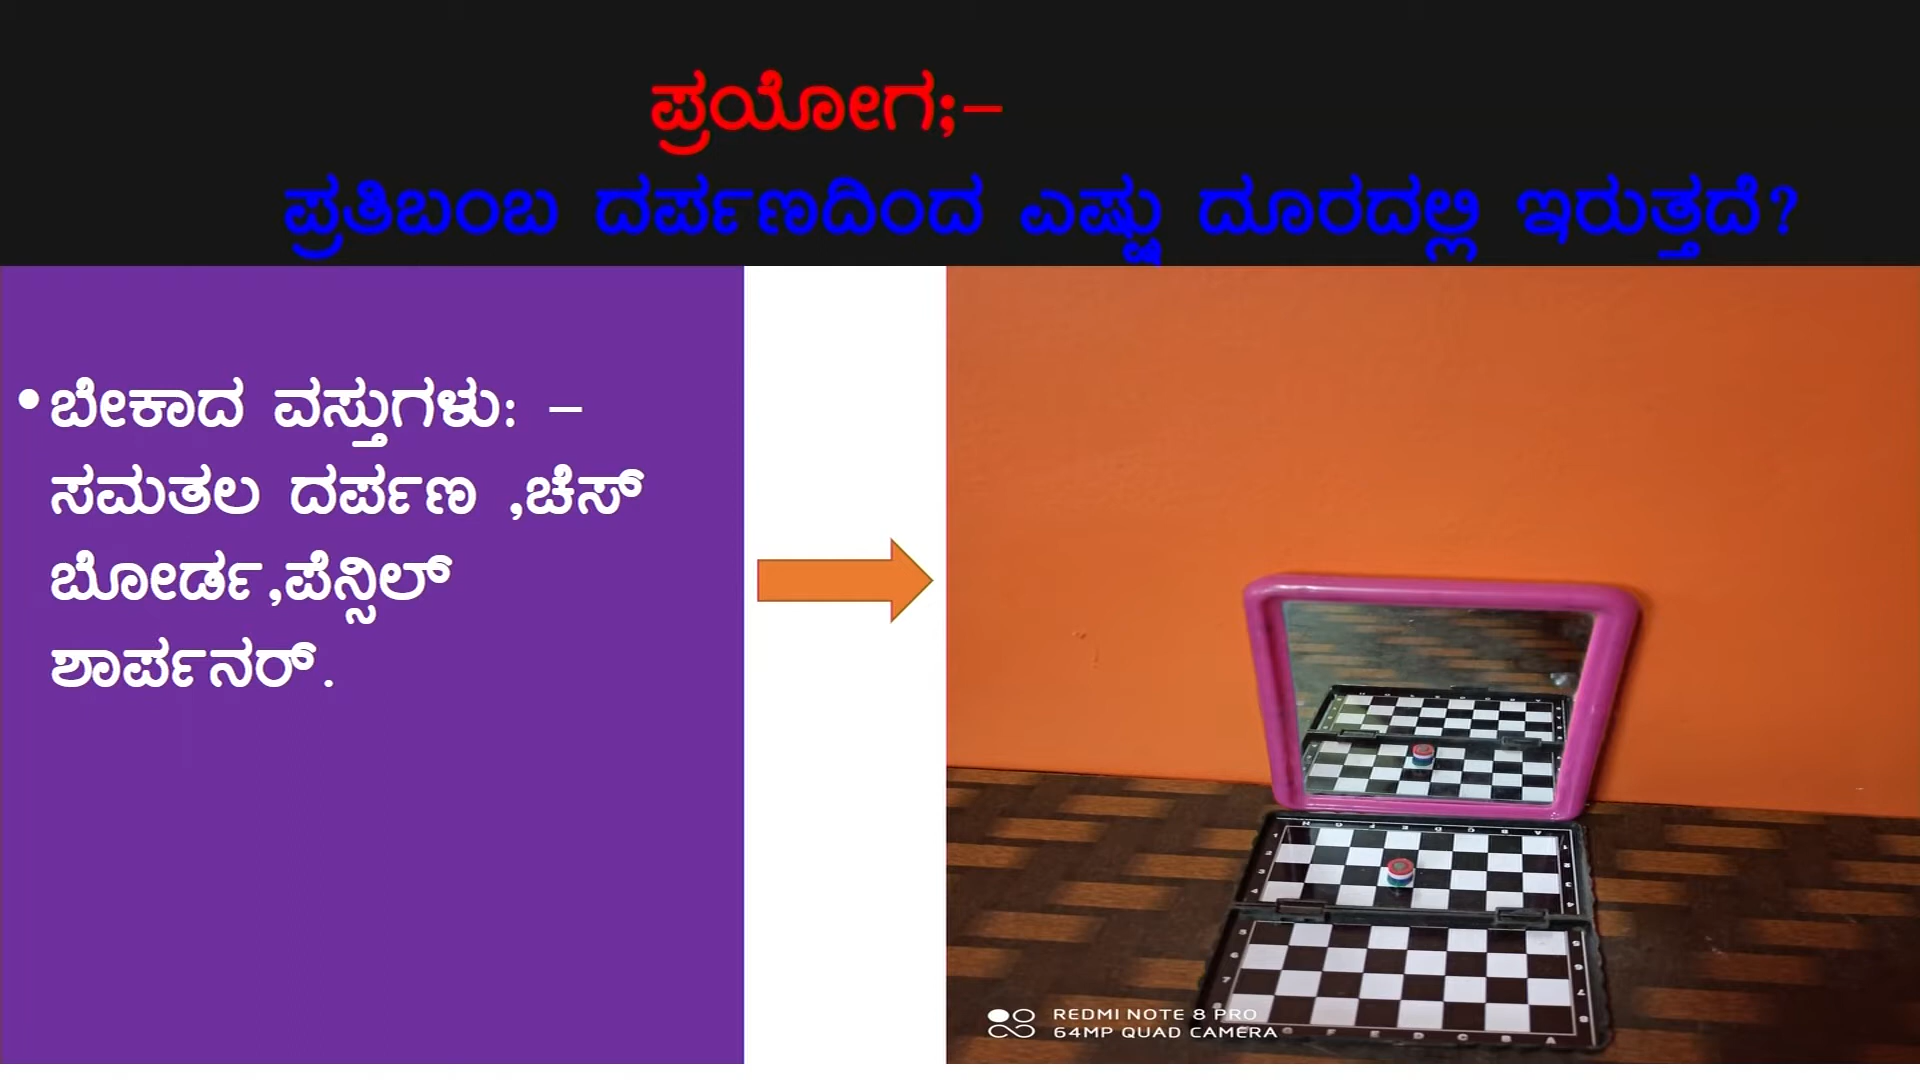 ಪ್ರಯೋಗ;–
ಪ್ರತಿಬಂಬ ದರ್ಪಣದಿಂದ ಎಷ್ಟು ದೂರದಲ್ಲಿ ಇರುತ್ತದೆ?
•ಬೇಕಾದ ವಸ್ತುಗಳು: –
ಸಮತಲ ದರ್ಪಣ ,ಚೆಸ್
ಬೋರ್ಡ,ಪೆನ್ಸಿಲ್
ಶಾರ್ಪನರ್.
REDMI NOTE 8 PRO
64MP QUAD CAMERA